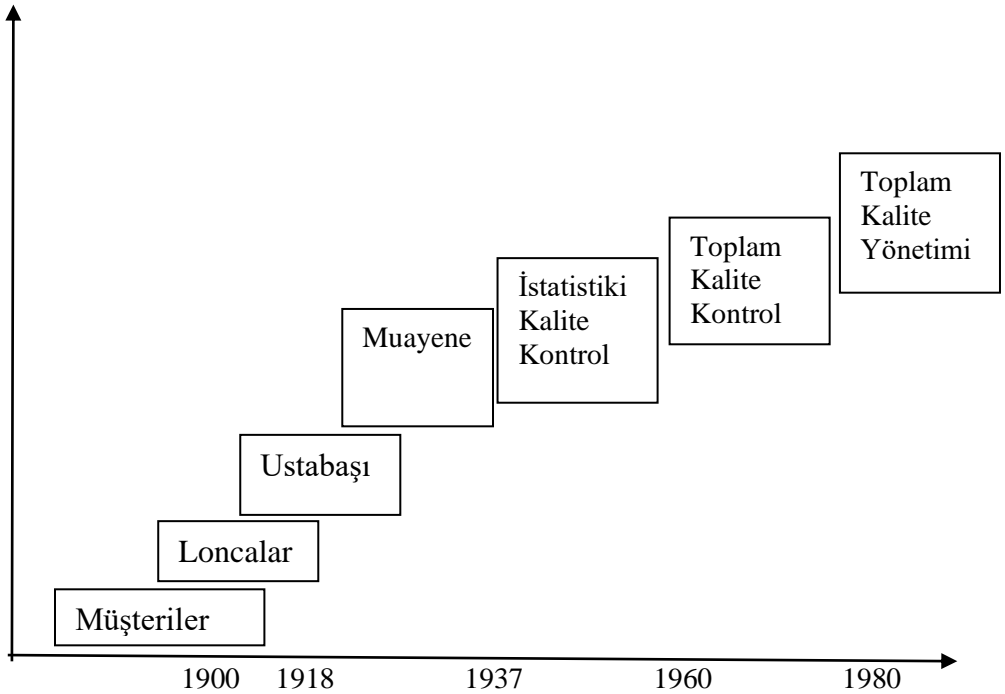 Toplam
Kalite
Yönetimi
Toplam
Kalite
Kontrol
İstatistiki
Kalite
Kontrol
Muayene
Ustabaşı
Loncalar
Müşteriler
1900 1918 1937 1960 1980